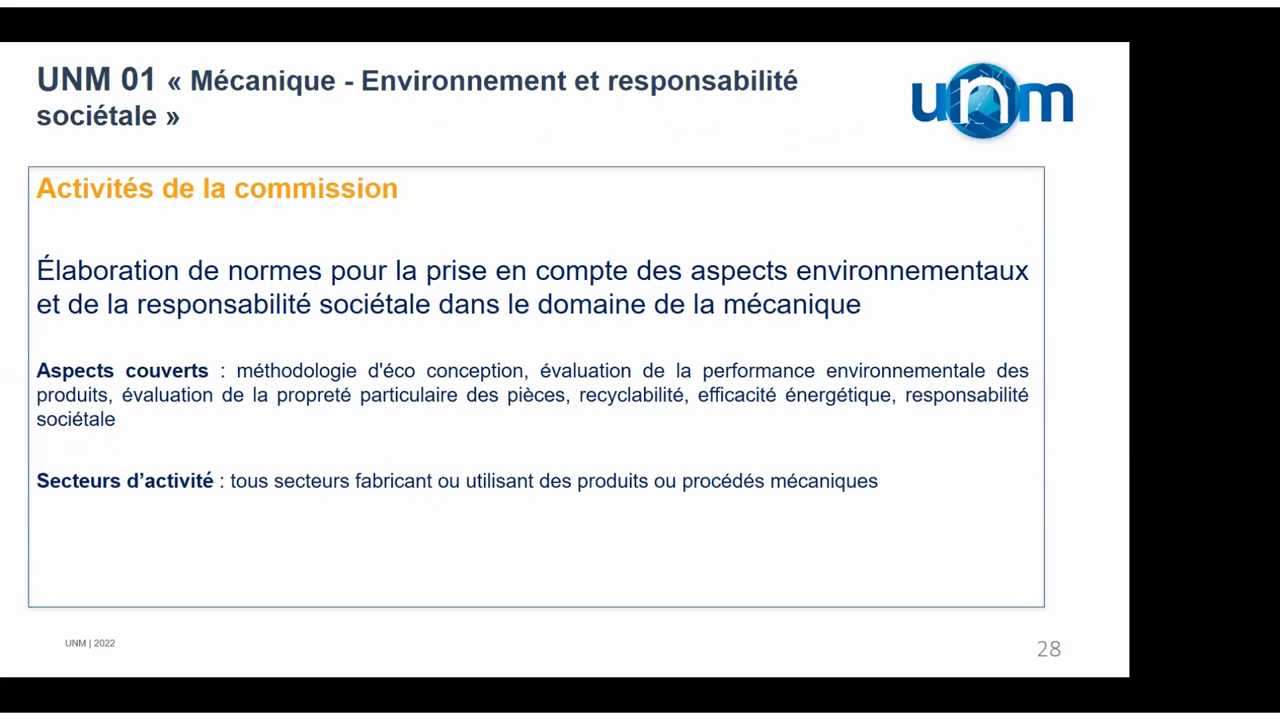 UNM 01 « Mécanique - Environnement et responsabilité
sociétale »
unm
Activités de la commission
Élaboration de normes pour la prise en compte des aspects environnementaux
et de la responsabilité sociétale dans le domaine de la mécanique
Aspects couverts : méthodologie d'éco conception, évaluation de la performance environnementale des
produits, évaluation de la propreté particulaire des pièces, recyclabilité, efficacité énergétique, responsabilité
sociétale
Secteurs d’activité : tous secteurs fabricant ou utilisant des produits ou procédés mécaniques
UNM | 2022
28